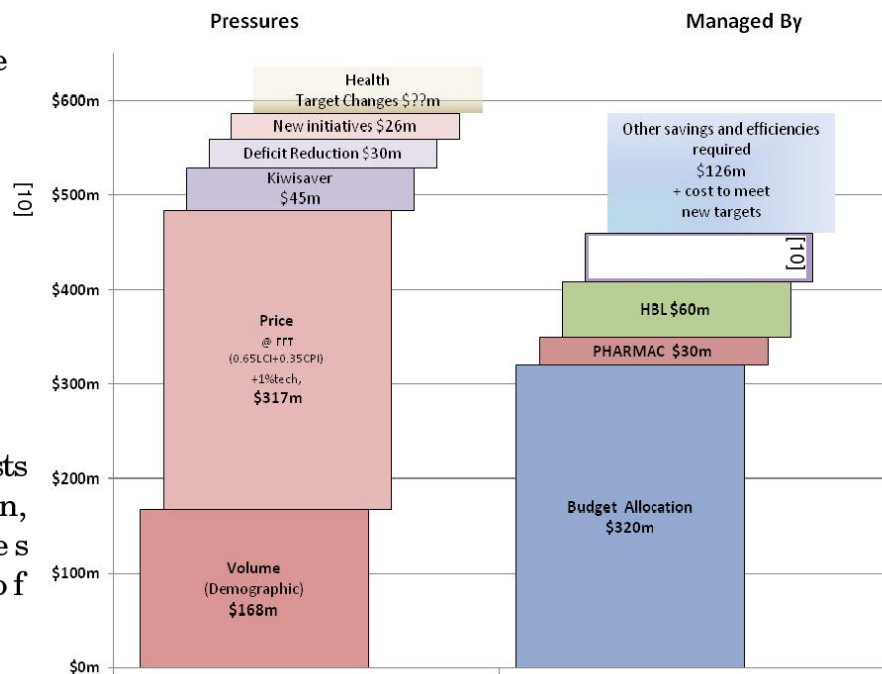 Pressures
Managed By
e
[10]
sts
n,
e s
o f
$600m
$500m
$400m
$300m
$200m
$100m
$0m
Health
Target Changes $??m
New initiatives $26m
Deficit Reduction $30m
Kiwisaver
$45m
Price
@ FFT
(0.65LCI+0.35CPI)
+1%tech,
$317m
Volume
(Demographic)
$168m
Other savings and efficiencies
required
$126m
+ cost to meet
new targets
[10]
HBL $60m
PHARMAC $30m
Budget Allocation
$320m